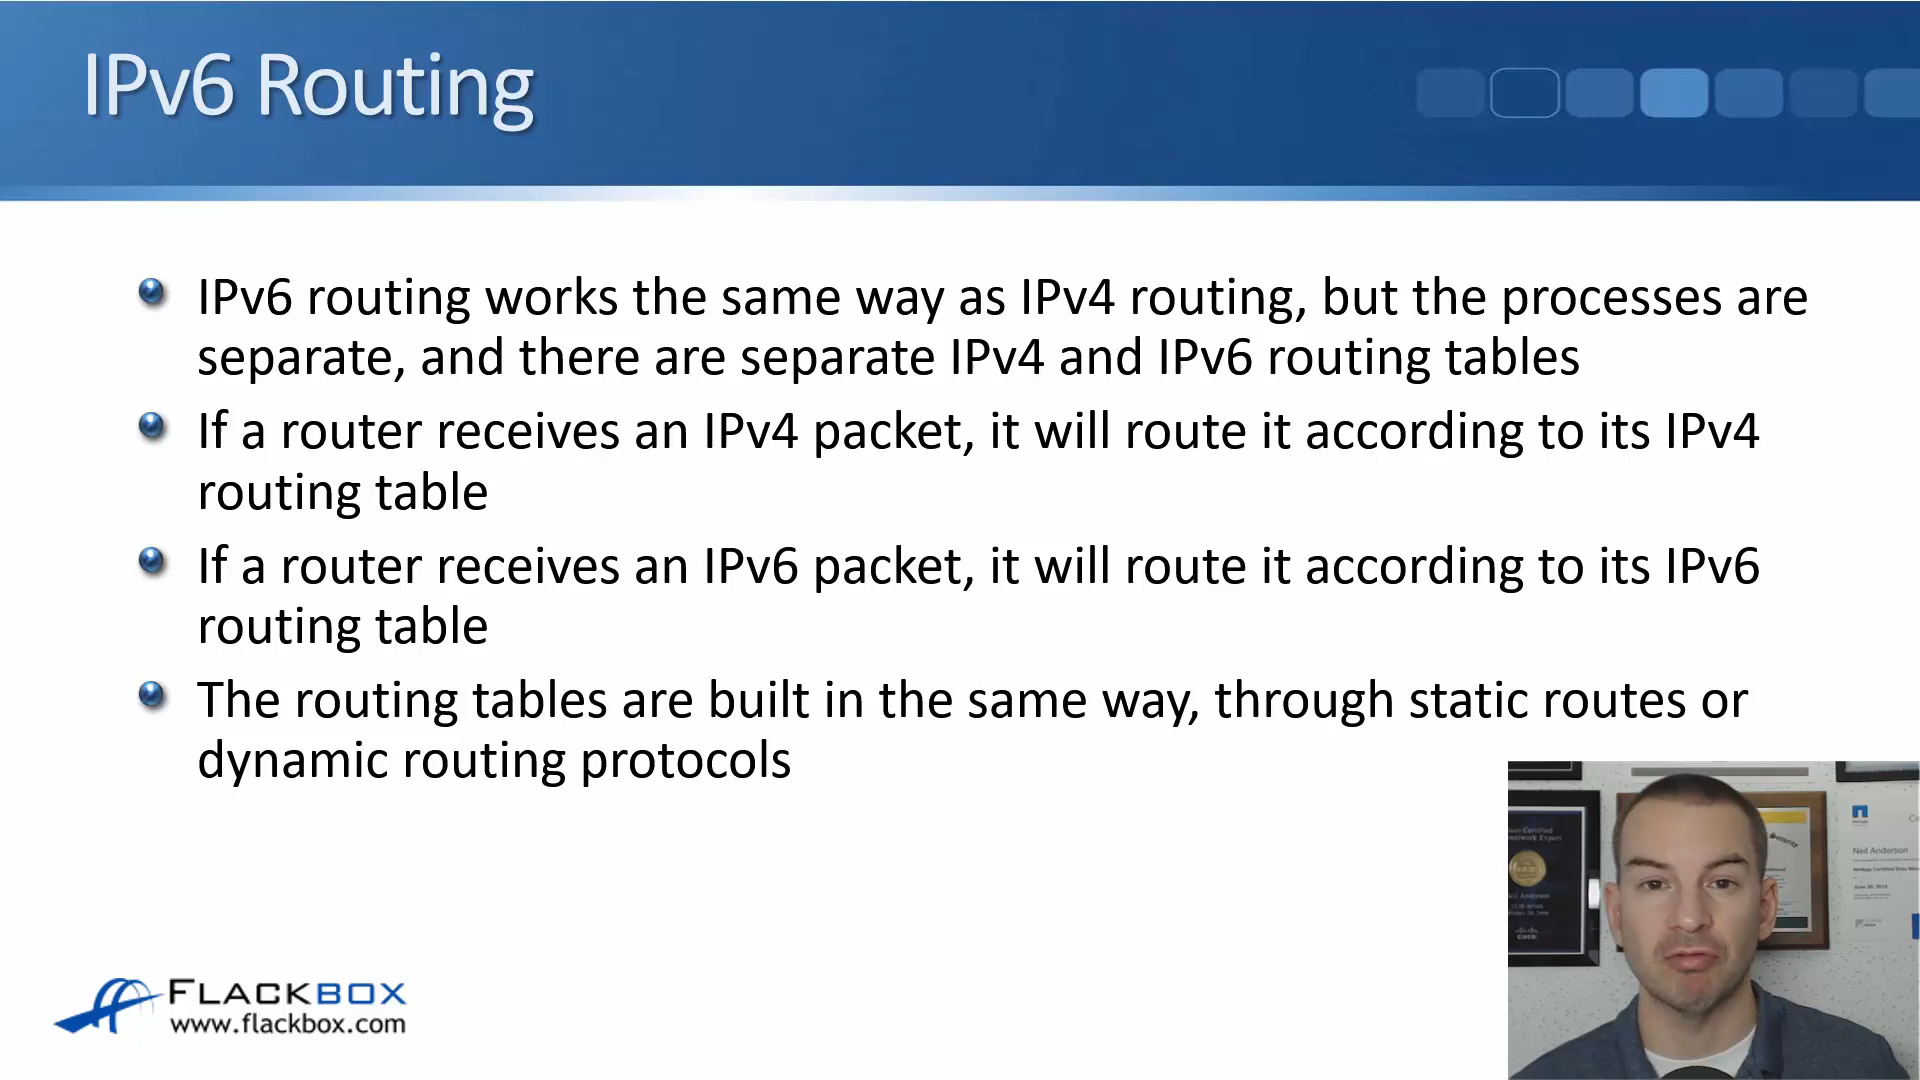 IPv6 Routing
IPv6 routing works the same way as IPv4 routing, but the processes are
separate, and there are separate IPv4 and IPv6 routing tables
If a router receives an IPv4 packet, it will route it according to its IPv4
routing table
If a router receives an IPv6 packet, it will route it according to its IPv6
routing table
The routing tables are built in the same way, through static routes or
dynamic routing protocols
FLACKBOX
www.flackbox.com
Neil Anderson
CISCO